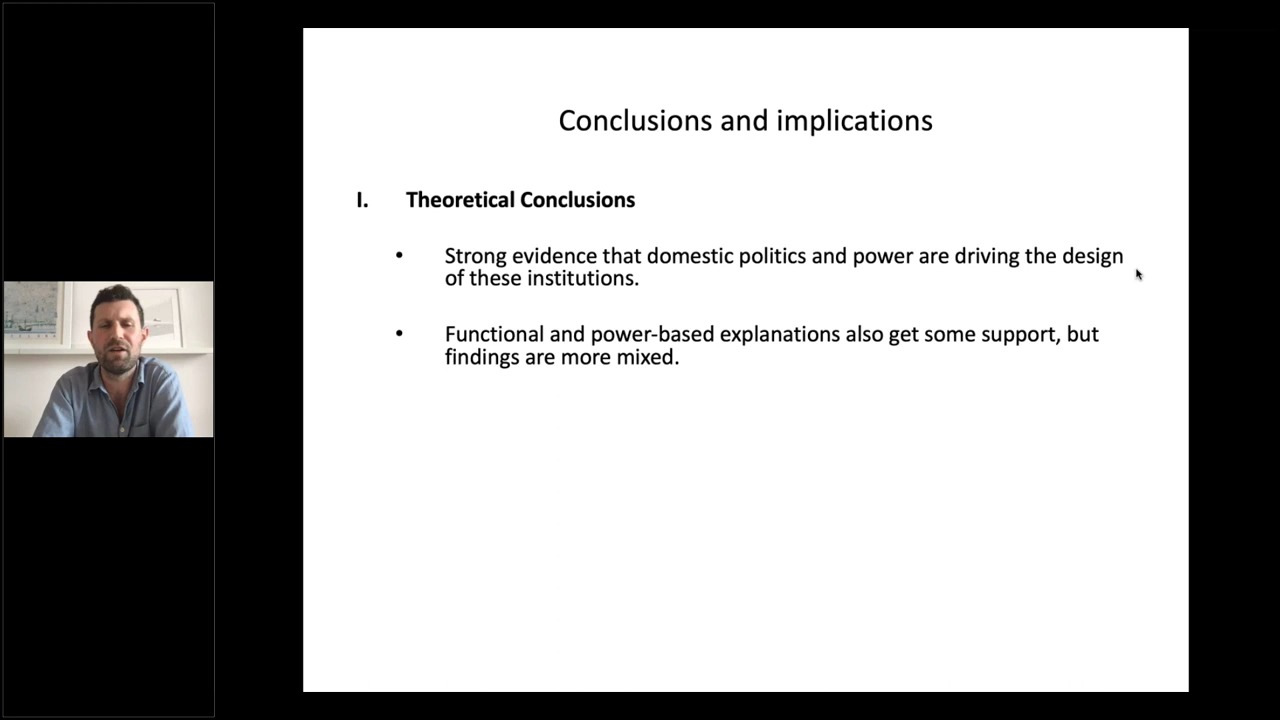 Conclusions and implications
I. Theoretical Conclusions
• Strong evidence that domestic politics and power are driving the design
of these institutions.
• Functional and power-based explanations also get some support, but
findings are more mixed.